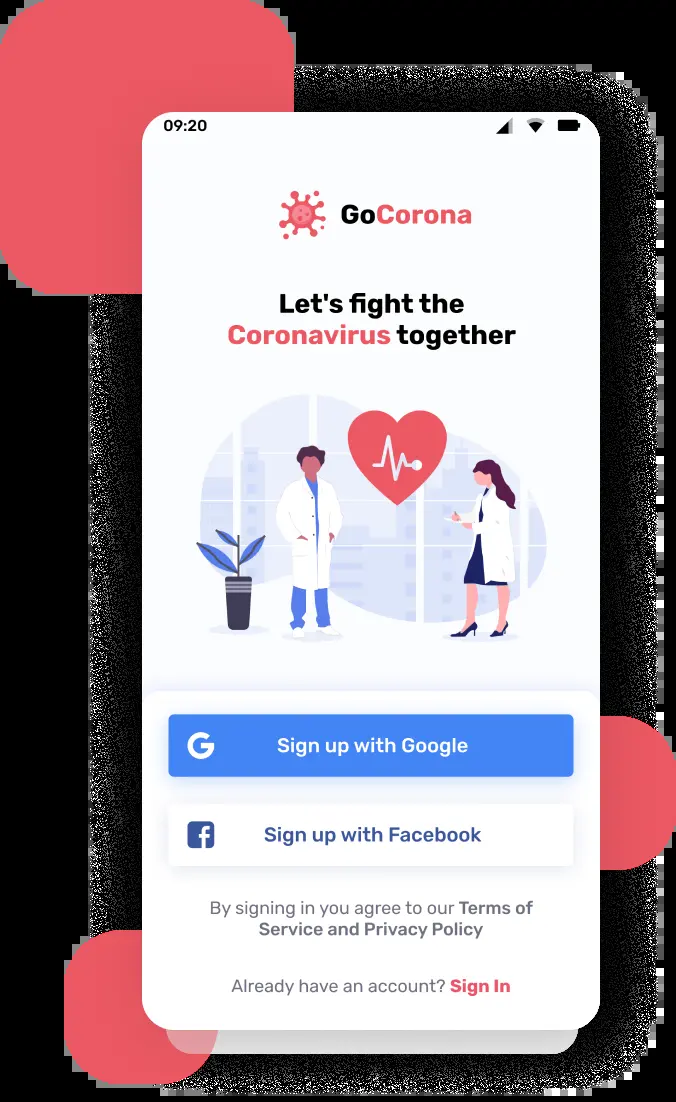 09:20
GoCorona
Let's fight the
Coronavirus together
Sign up with Google
Sign up with Facebook
By signing in you agree to our Terms of
Service and Privacy Policy
Already have an account? Sign In